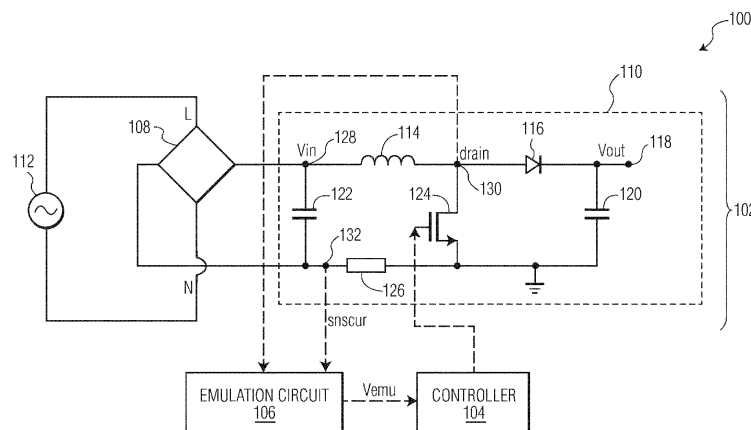 100
110
L
108
Vin
128
114
drain
116
Vout
118
112
130
122
124
120
102
132
N
126
snscur
EMULATION CIRCUIT
106
Vemu
CONTROLLER
104